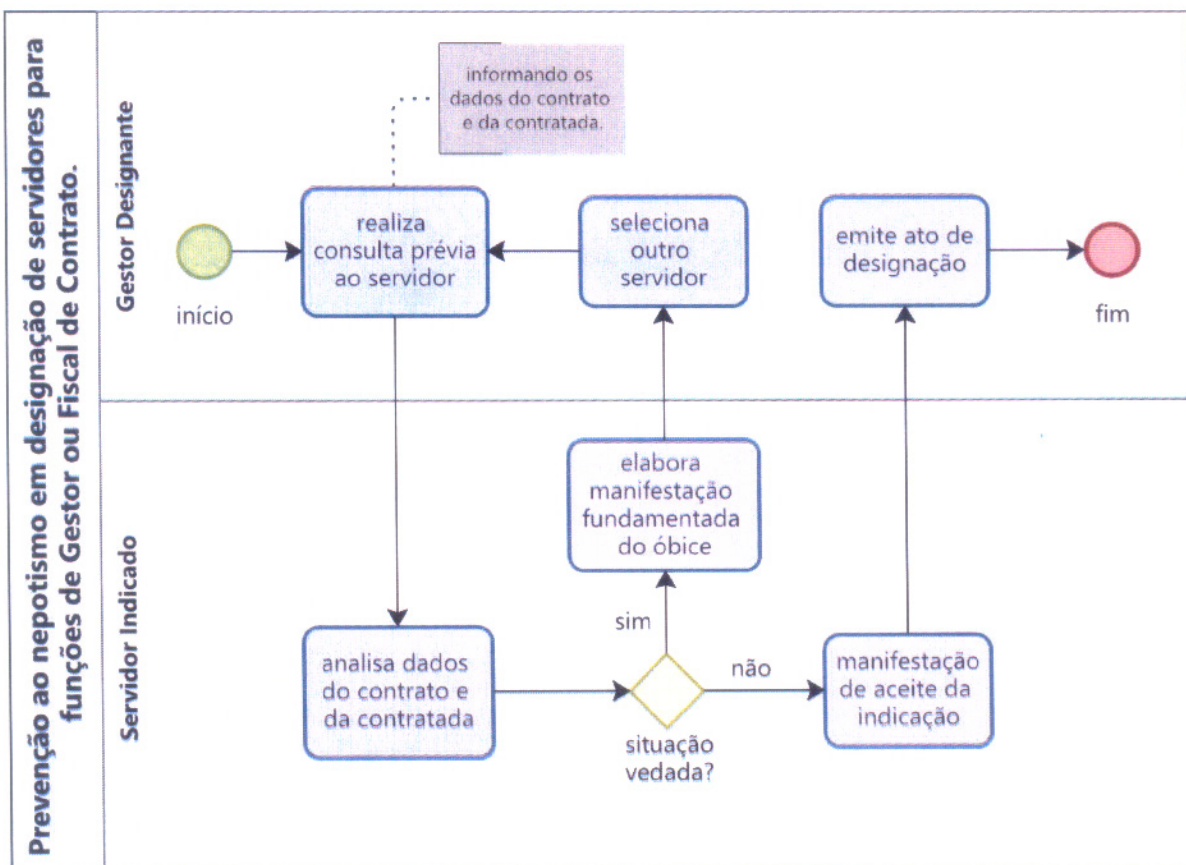 Prevenção ao nepotismo em designação de servidores para
funções de Gestor ou Fiscal de Contrato.
Gestor Designante
informando os
dados do contrato
e da contratada.
início
realiza
consulta prévia
ao servidor
seleciona
outro
servidor
emite ato de
designação
fim
Servidor Indicado
elabora
manifestação
fundamentada
do óbice
sim
analisa dados
do contrato e
da contratada
não
situação
vedada?
manifestação
de aceite da
indicação